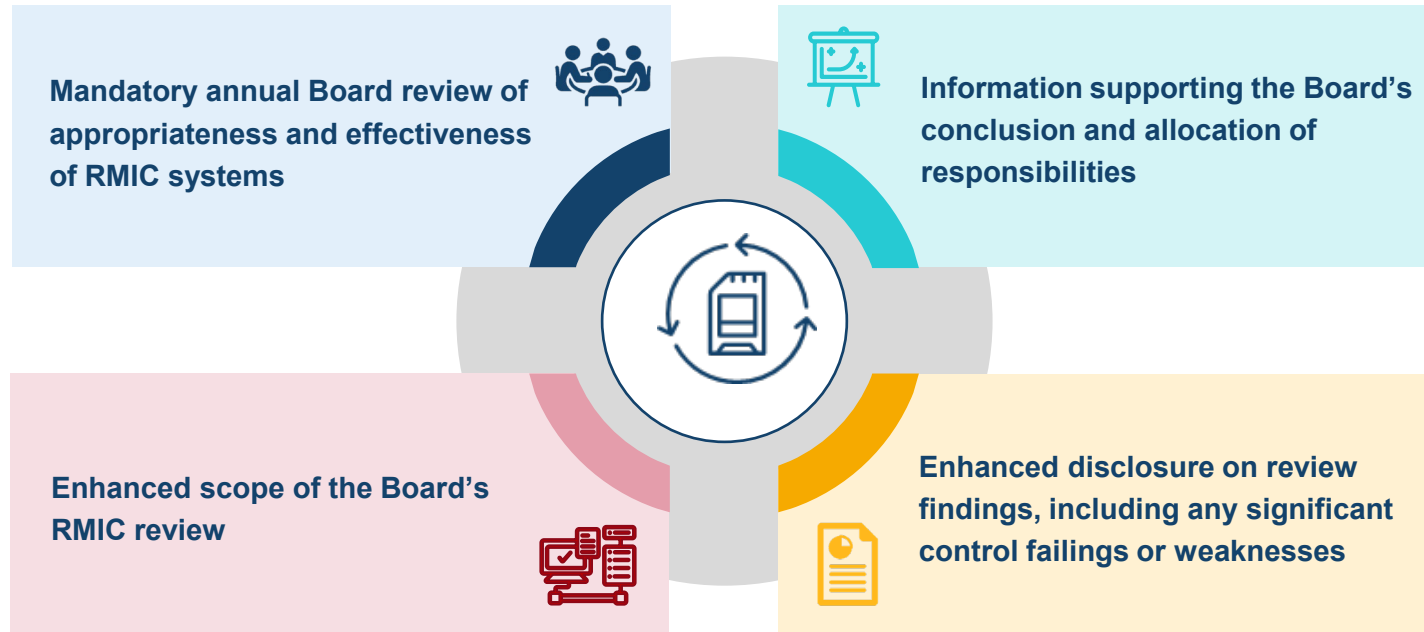 Mandatory annual Board review of
appropriateness and effectiveness
of RMIC systems
Information supporting the Board’s
conclusion and allocation of
responsibilities
Enhanced scope of the Board’s
RMIC review
Enhanced disclosure on review
findings, including any significant
control failings or weaknesses